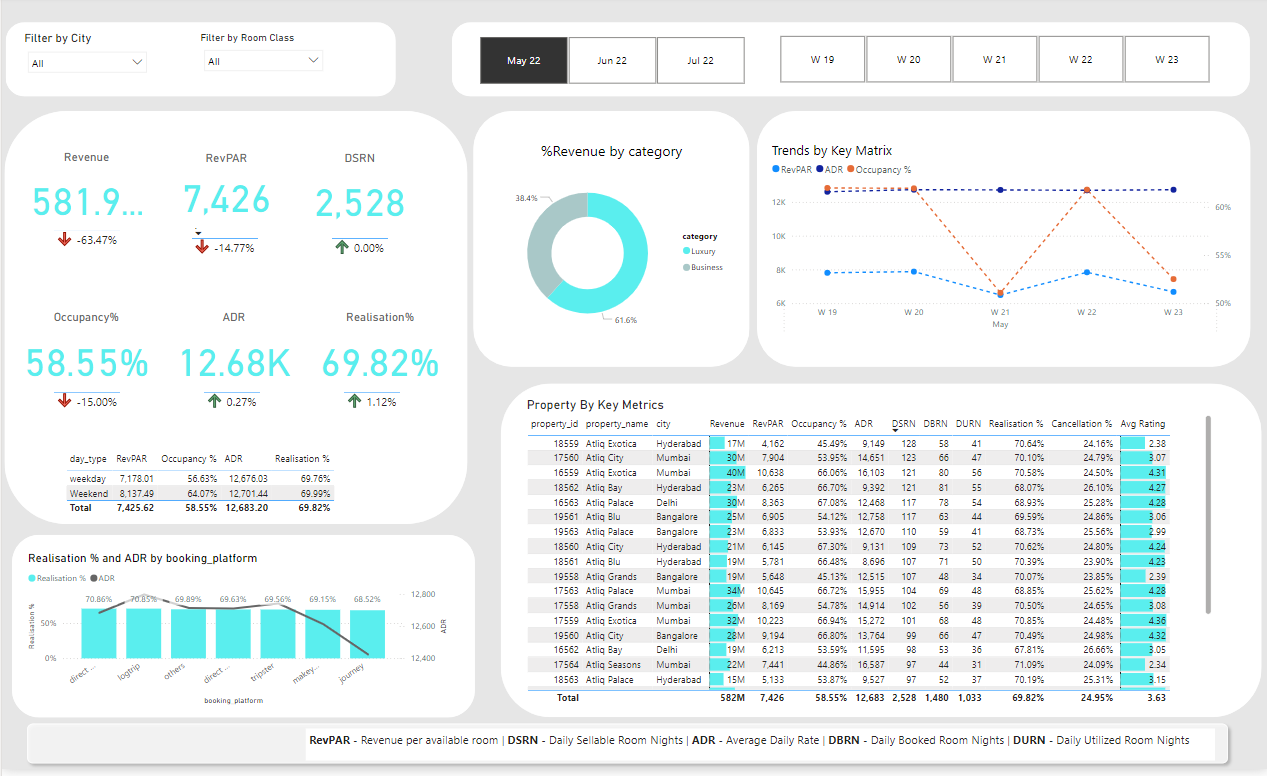 Filter by City
All
Filter by Room Class
All
May 22
Jun 22
Jul 22
W 19
W 20
W 21
W 22
W 23
Revenue
581.9...
-63.47%
RevPAR
7,426
-14.77%
DSRN
2,528
0.00%
Occupancy%
58.55%
-15.00%
ADR
12.68K
0.27%
Realisation%
69.82%
1.12%
day_type RevPAR Occupancy % ADR Realisation %
weekday 7,178.01 56.63% 12,676.03 69.76%
Weekend 8,137.49 64.07% 12,701.44 69.99%
Total 7,425.62 58.55% 12,683.20 69.82%
%Revenue by category
38.4%
61.6%
category
Luxury
Business
Trends by Key Matrix
RevPAR ADR Occupancy %
12K
10K
8K
6K
60%
55%
50%
W 19 W 20 W 21 W 22 W 23
May
Realisation % and ADR by booking_platform
Realisation % ADR
Realisation %
50%
0%
70.86% 70.85% 69.89% 69.63% 69.56% 69.15% 68.52%
12,800
12,600
12,400
ADR
direct ... logtrip others direct ... tripster makey... journey
booking_platform
Property By Key Metrics
property_id property_name city Revenue RevPAR Occupancy % ADR DSRN DBRN DURN Realisation % Cancellation % Avg Rating
18559 Atliq Exotica Hyderabad 17M 4,162 45.49% 9,149 128 58 41 70.64% 24.16% 2.38
17560 Atliq City Mumbai 30M 7,904 53.95% 14,651 123 66 47 70.10% 24.79% 3.07
16559 Atliq Exotica Mumbai 40M 10,638 66.06% 16,103 121 80 56 70.58% 24.50% 4.31
18562 Atliq Bay Hyderabad 23M 6,265 66.70% 9,392 121 81 55 68.07% 26.10% 4.27
16563 Atliq Palace Delhi 30M 8,363 67.08% 12,468 117 78 54 68.93% 25.28% 4.28
19561 Atliq Blu Bangalore 25M 6,905 54.12% 12,758 117 63 44 69.59% 24.86% 3.06
19563 Atliq Palace Bangalore 23M 6,833 53.93% 12,670 110 59 41 68.73% 25.56% 2.99
18560 Atliq City Hyderabad 21M 6,145 67.30% 9,131 109 73 52 70.62% 24.80% 4.24
18561 Atliq Blu Hyderabad 19M 5,781 66.48% 8,696 107 71 50 70.39% 23.90% 4.23
19558 Atliq Grands Bangalore 19M 5,648 45.13% 12,515 107 48 34 70.07% 23.85% 2.39
17563 Atliq Palace Mumbai 34M 10,645 66.72% 15,955 104 69 48 68.85% 25.62% 4.28
17558 Atliq Grands Mumbai 26M 8,169 54.78% 14,914 102 56 39 70.50% 24.65% 3.08
17559 Atliq Exotica Mumbai 32M 10,223 66.94% 15,272 101 68 48 70.85% 24.48% 4.36
19560 Atliq City Bangalore 28M 9,194 66.80% 13,764 99 66 47 70.49% 24.98% 4.32
16562 Atliq Bay Delhi 19M 6,213 53.59% 11,595 98 53 36 67.81% 26.66% 3.05
17564 Atliq Seasons Mumbai 22M 7,441 44.86% 16,587 97 44 31 71.09% 24.09% 2.34
18563 Atliq Palace Hyderabad 15M 5,133 53.87% 9,527 97 52 37 70.19% 25.31% 3.15
Total 582M 7,426 58.55% 12,683 2,528 1,480 1,033 69.82% 24.95% 3.63
RevPAR - Revenue per available room | DSRN - Daily Sellable Room Nights | ADR - Average Daily Rate | DBRN - Daily Booked Room Nights | DURN - Daily Utilized Room Nights